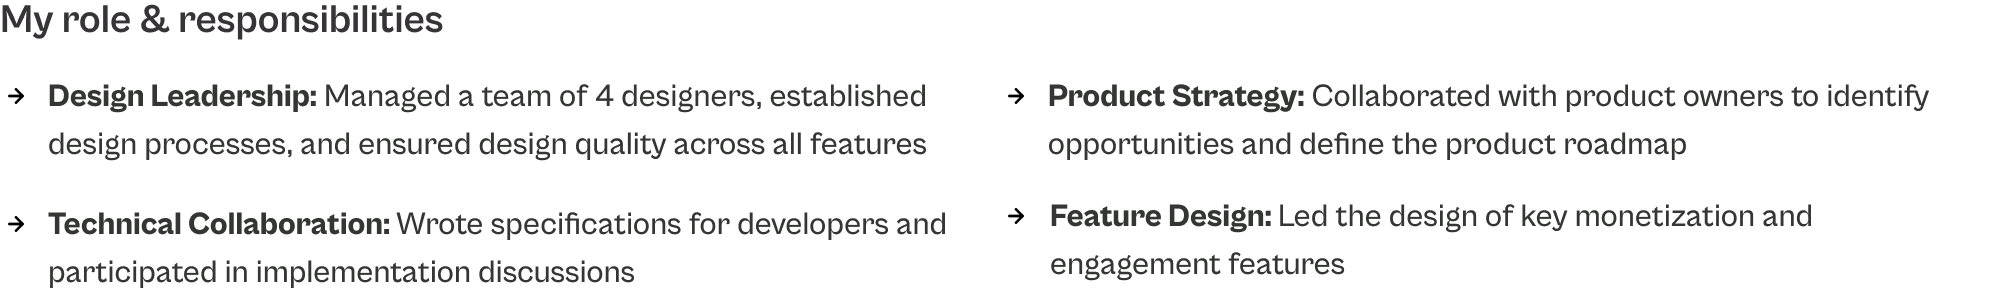 My role & responsibilities
→ Design Leadership: Managed a team of 4 designers, established
design processes, and ensured design quality across all features
→ Technical Collaboration: Wrote specifications for developers and
participated in implementation discussions
→ Product Strategy: Collaborated with product owners to identify
opportunities and define the product roadmap
→ Feature Design: Led the design of key monetization and
engagement features